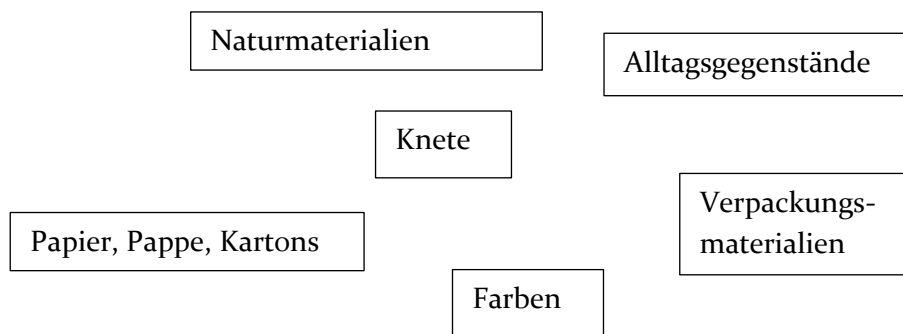 Naturmaterialien
Alltagsgegenstände
Knete
Verpackungs-
materialien
Papier, Pappe, Kartons
Farben